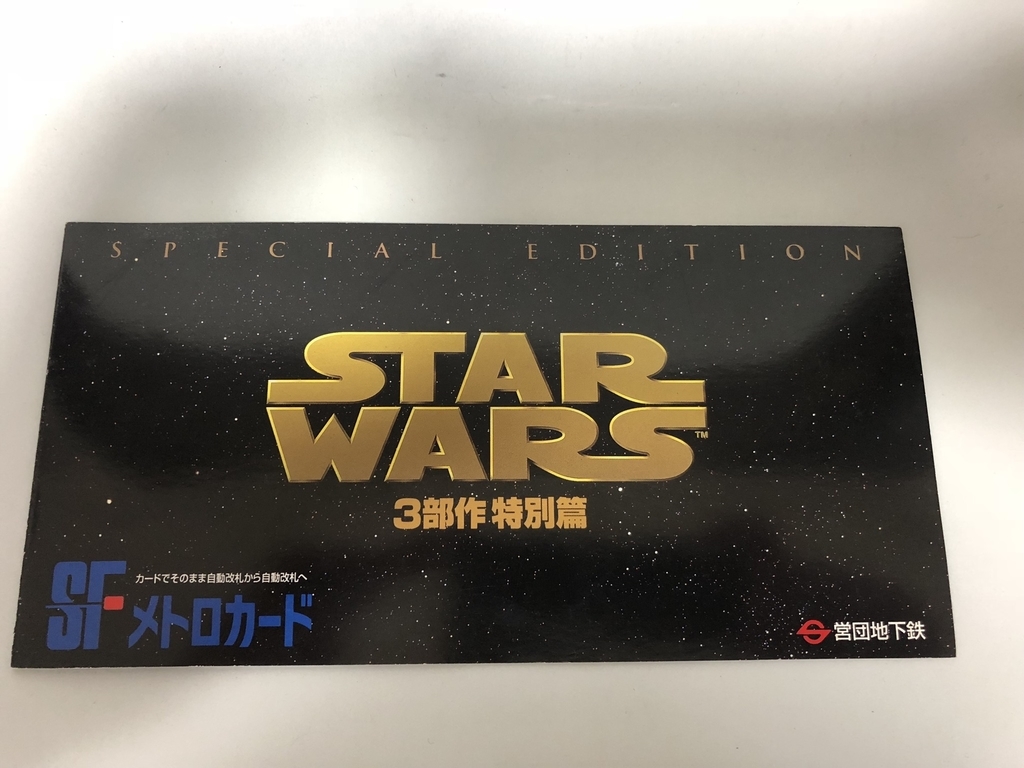 SPECIAL EDITION
STAR
WARS™
3部作 特別篇
カードでそのまま自動改札から自動改札へ
SF メトロカード
営団地下鉄